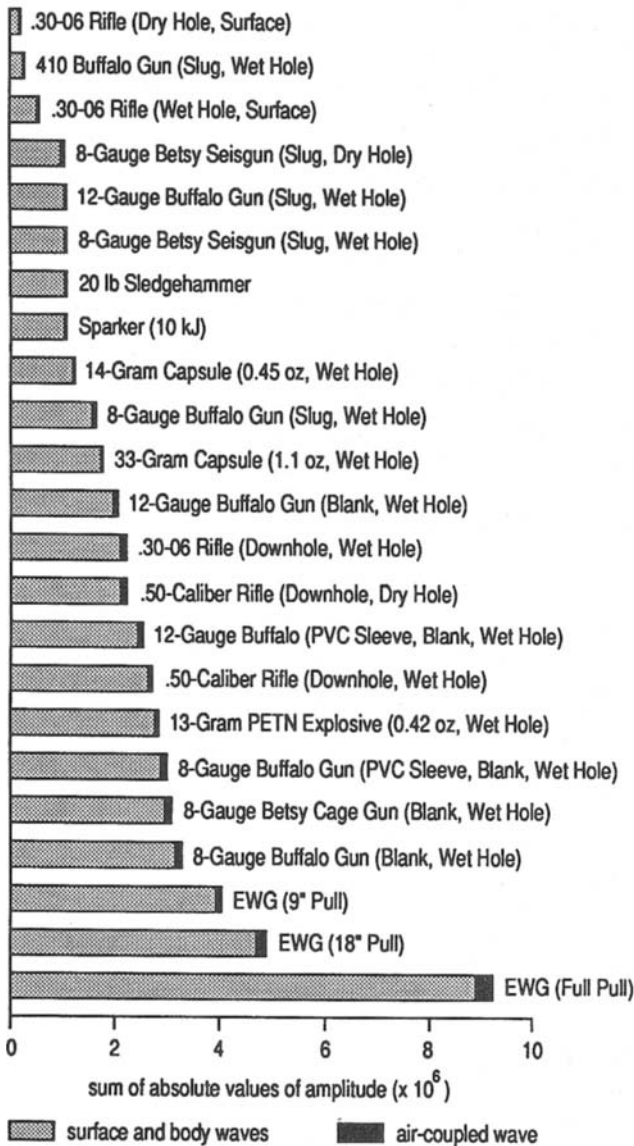 .30-06 Rifle (Dry Hole, Surface)
410 Buffalo Gun (Slug, Wet Hole)
.30-06 Rifle (Wet Hole, Surface)
8-Gauge Betsy Seisgun (Slug, Dry Hole)
12-Gauge Buffalo Gun (Slug, Wet Hole)
8-Gauge Betsy Seisgun (Slug, Wet Hole)
20 lb Sledgehammer
Sparker (10 kJ)
14-Gram Capsule (0.45 oz, Wet Hole)
8-Gauge Buffalo Gun (Slug, Wet Hole)
33-Gram Capsule (1.1 oz, Wet Hole)
12-Gauge Buffalo Gun (Blank, Wet Hole)
.30-06 Rifle (Downhole, Wet Hole)
.50-Caliber Rifle (Downhole, Dry Hole)
12-Gauge Buffalo (PVC Sleeve, Blank, Wet Hole)
.50-Caliber Rifle (Downhole, Wet Hole)
13-Gram PETN Explosive (0.42 oz, Wet Hole)
8-Gauge Buffalo Gun (PVC Sleeve, Blank, Wet Hole)
8-Gauge Betsy Cage Gun (Blank, Wet Hole)
8-Gauge Buffalo Gun (Blank, Wet Hole)
EWG (9" Pull)
EWG (18" Pull)
EWG (Full Pull)
0 2 4 6 8 10
sum of absolute values of amplitude (x 10⁶)
surface and body waves air-coupled wave